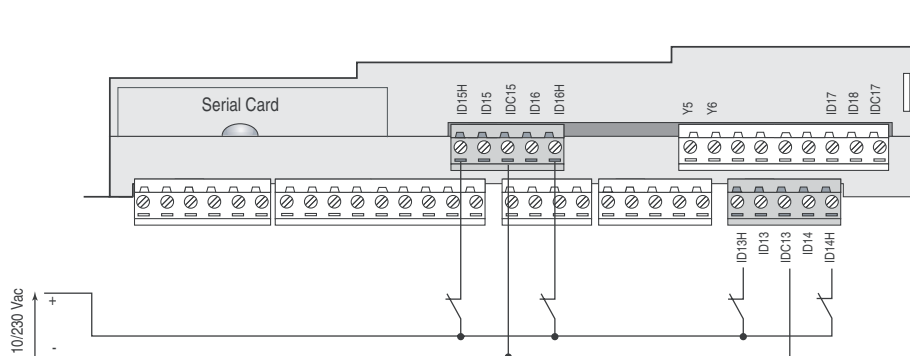 Serial Card
ID15H
ID15
IDC15
ID16
ID16H
Y5
Y6
ID17
ID18
IDC17
ID13H
ID13
IDC13
ID14
ID14H
10/230 Vac
+
-